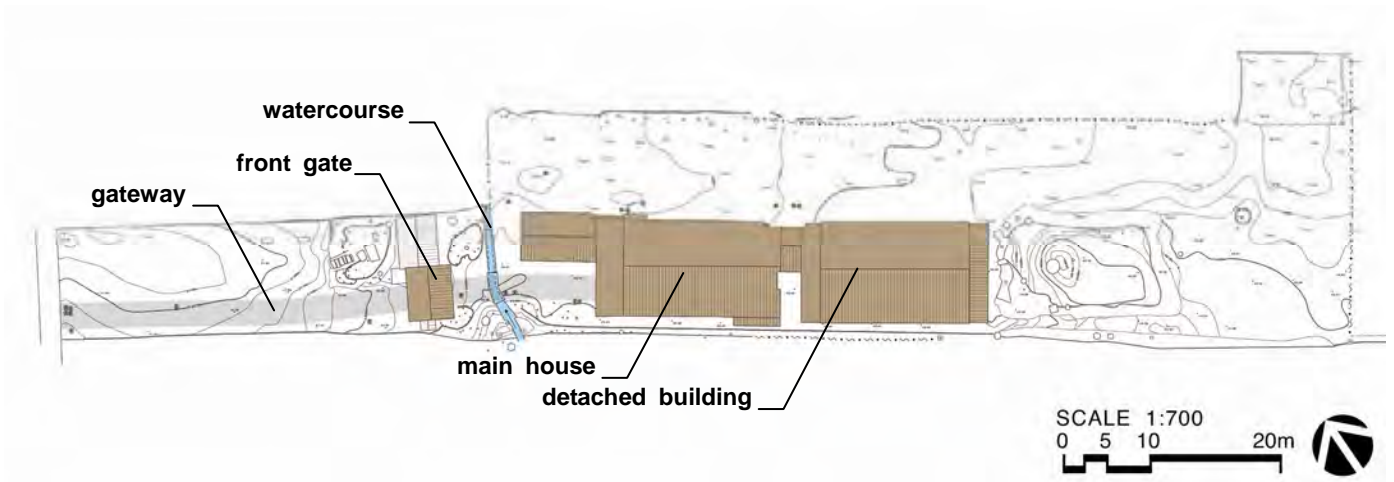 watercourse
front gate
gateway
main house
detached building
SCALE 1:700
0 5 10 20m